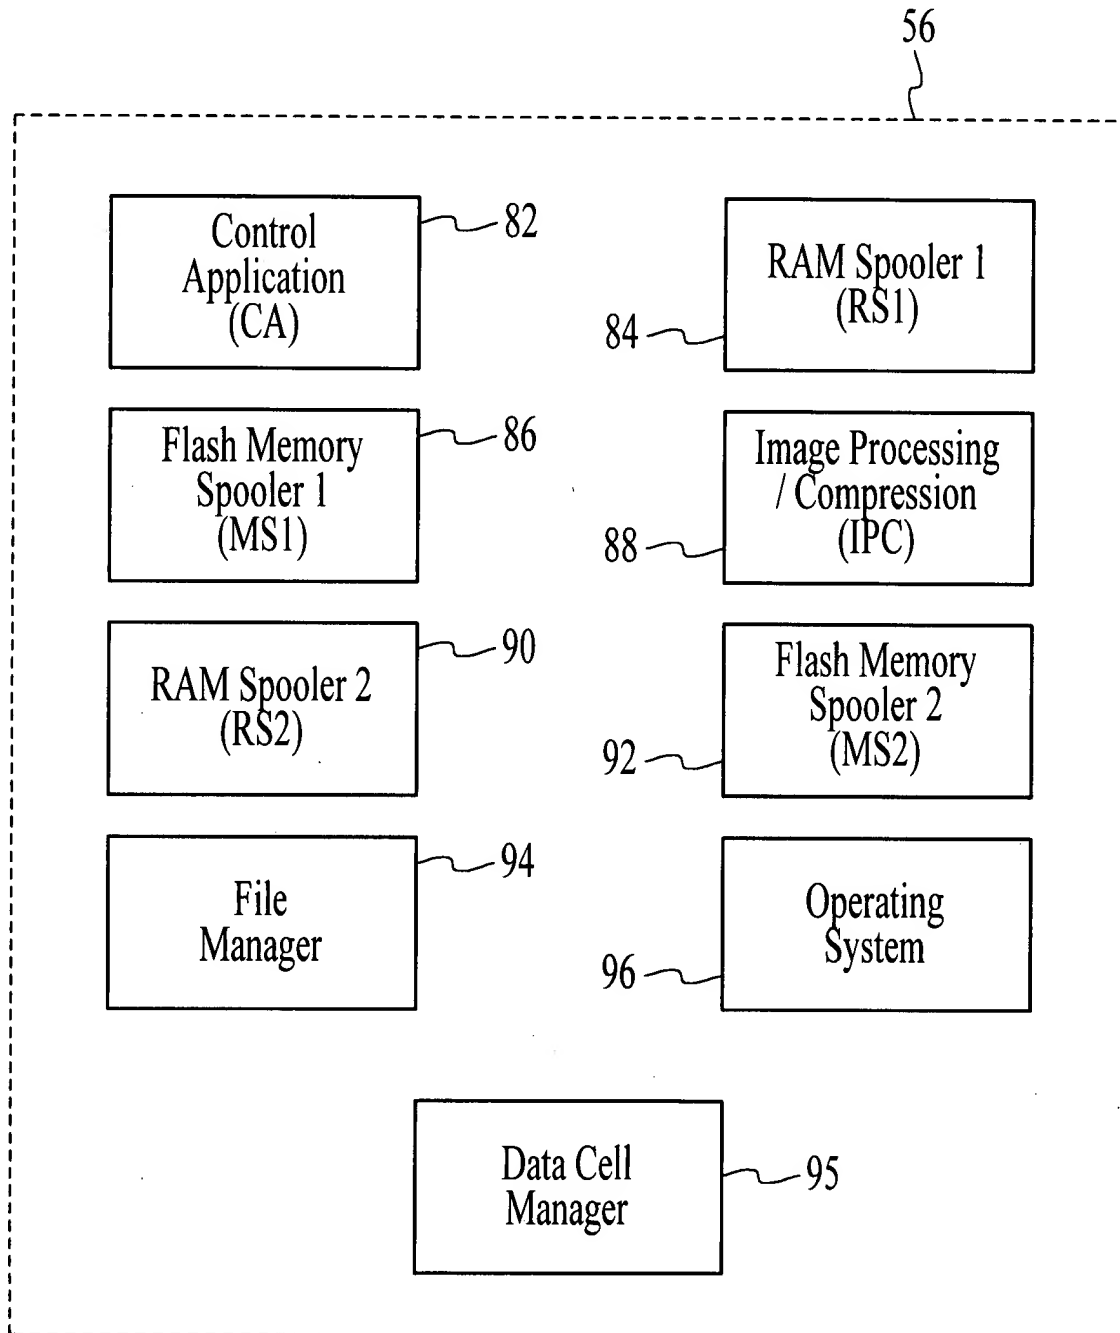 56
Control
Application
(CA)
82
RAM Spooler 1
(RS1)
84
Flash Memory
Spooler 1
(MS1)
86
Image Processing
/ Compression
(IPC)
88
RAM Spooler 2
(RS2)
90
Flash Memory
Spooler 2
(MS2)
92
File
Manager
94
Operating
System
96
Data Cell
Manager
95